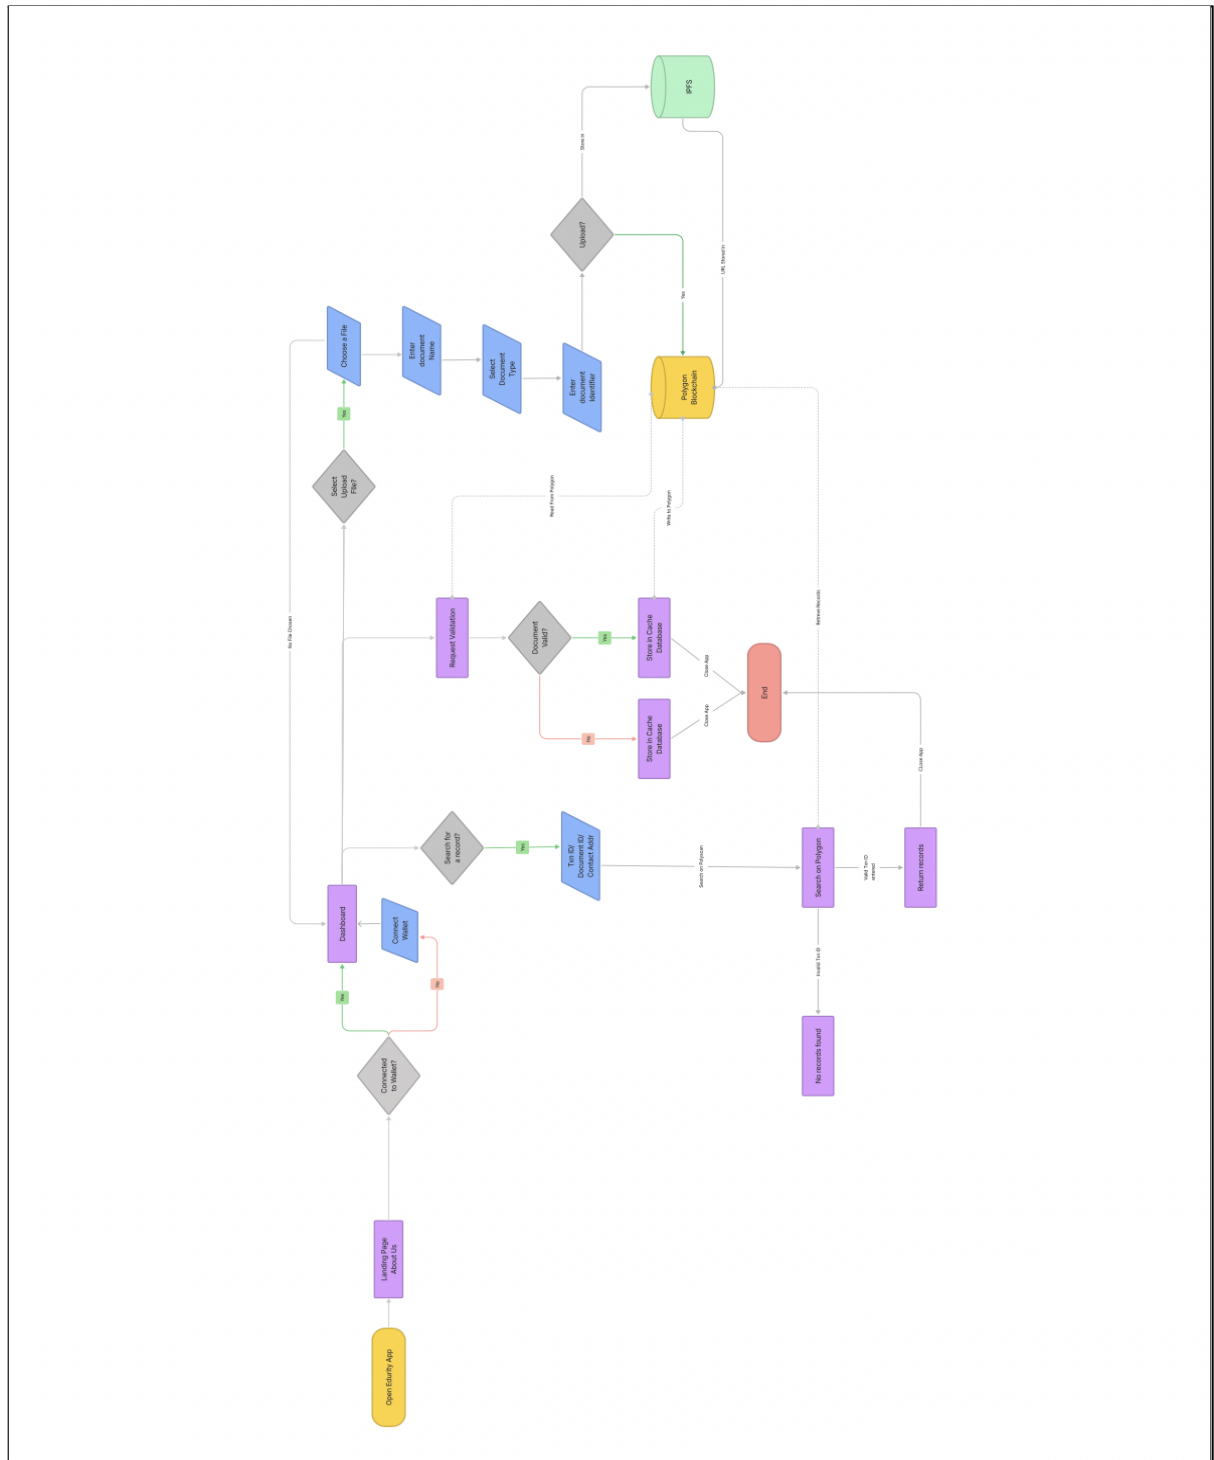 Open Edurity App
Landing Page
About Us
Connected
to Wallet?
Yes
No
Connect
Wallet
Dashboard
No File Chosen
Select
Upload
File?
Yes
Choose a File
Enter
document
Name
Select
Document
Type
Enter
document
Identifier
Upload?
Store in
IPFS
Yes
URL Stored In
Polygon
Blockchain
Request Validation
Read From Polygon
Document
Valid?
Yes
Store in Cache
Database
Write to Polygon
No
Store in Cache
Database
Close App
Close App
End
Search for
a record?
Yes
Txn ID/
Document ID/
Contact Addr
Search on Polyscan
Search on Polygon
Retrieve Records
Valid Txn ID
entered
Return records
CLose App
Invalid Txn ID
No records found